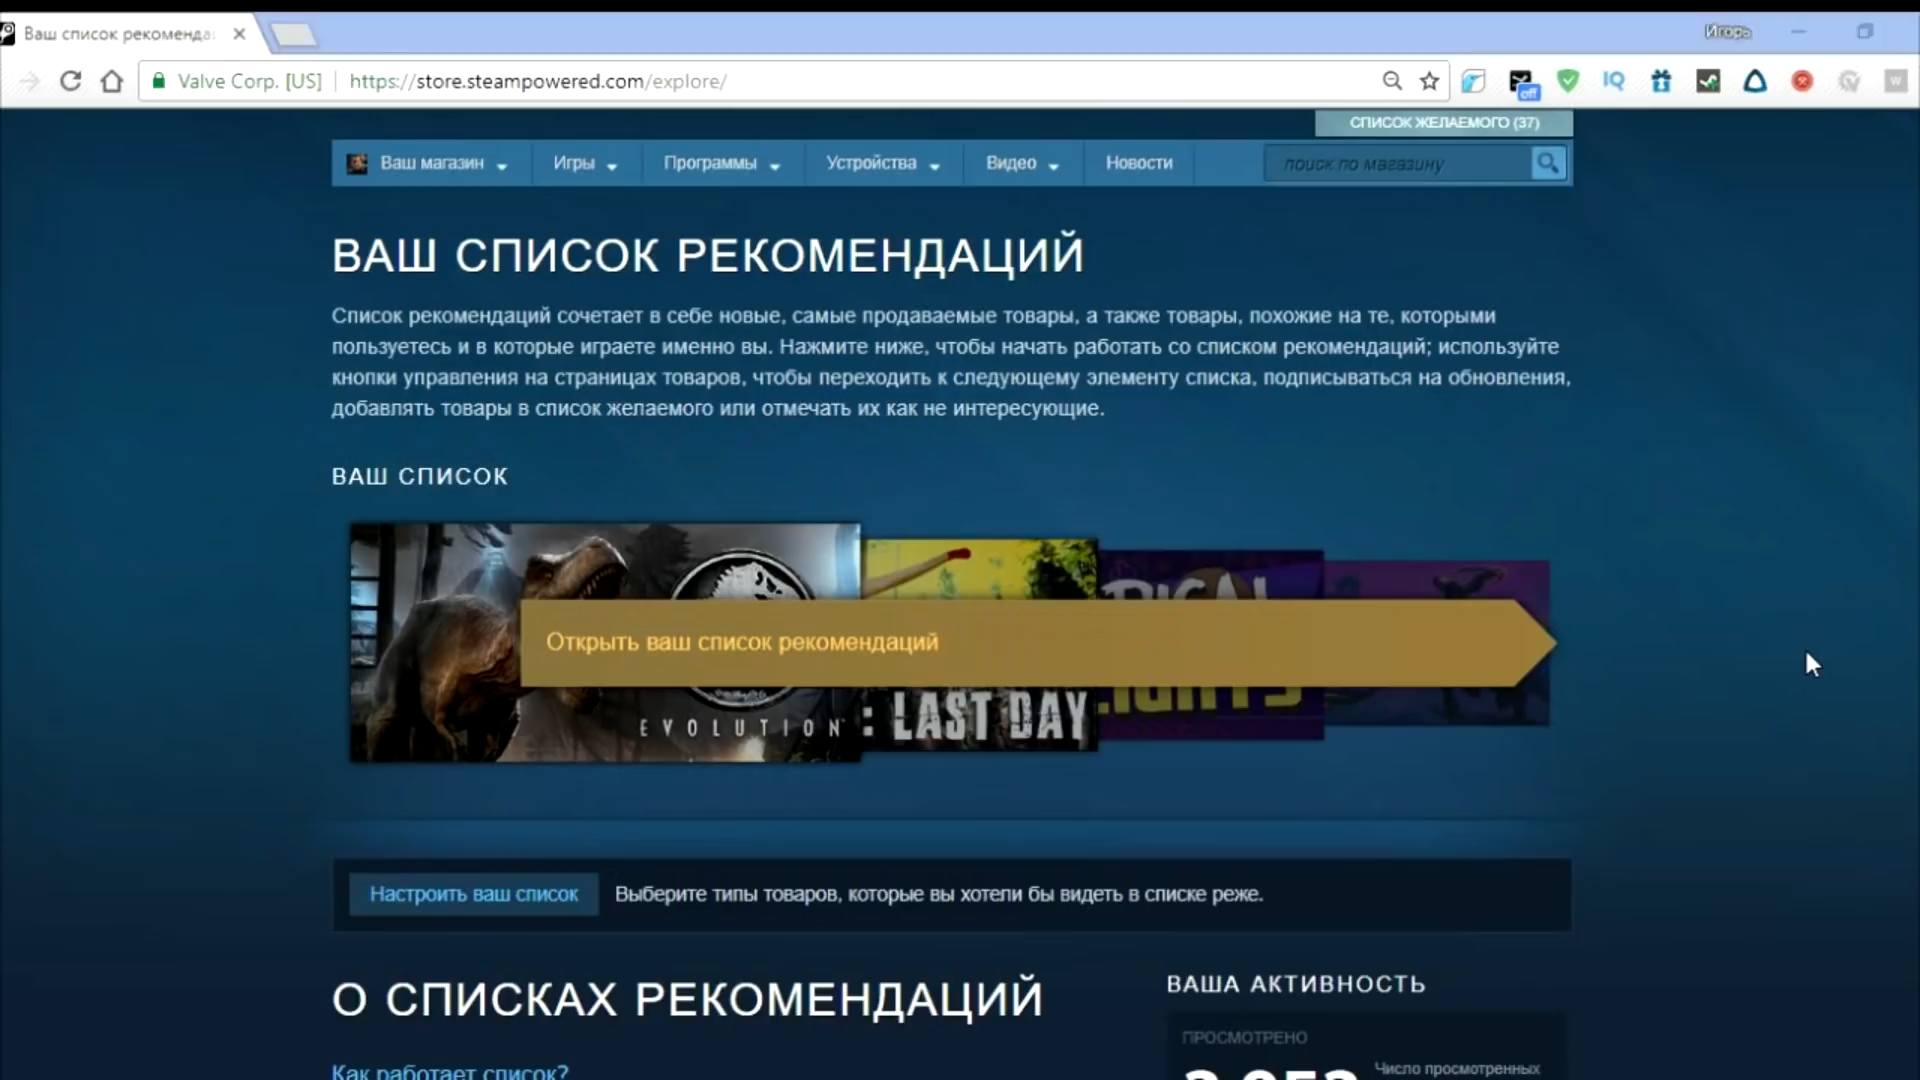 Ваш список рекоменда
Игорь
Valve Corp. [US]
https://store.steampowered.com/explore/
off
IQ
W
СПИСОК ЖЕЛАЕМОГО (37)
Ваш магазин
Игры
Программы
Устройства
Видео
Новости
поиск по магазину
ВАШ СПИСОК РЕКОМЕНДАЦИЙ
Список рекомендаций сочетает в себе новые, самые продаваемые товары, а также товары, похожие на те, которыми
пользуетесь и в которые играете именно вы. Нажмите ниже, чтобы начать работать со списком рекомендаций; используйте
кнопки управления на страницах товаров, чтобы переходить к следующему элементу списка, подписываться на обновления,
добавлять товары в список желаемого или отмечать их как не интересующие.
ВАШ СПИСОК
Открыть ваш список рекомендаций
EVOLUTION
: LAST DAY
Настроить ваш список
Выберите типы товаров, которые вы хотели бы видеть в списке реже.
О СПИСКАХ РЕКОМЕНДАЦИЙ
Как работает список?
ВАША АКТИВНОСТЬ
ПРОСМОТРЕНО
Число просмотренных